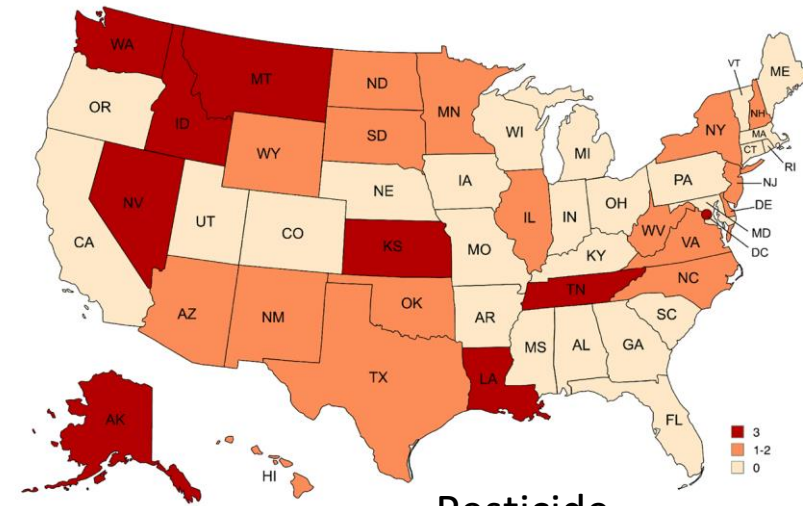 WA
MT
ND
MN
VT
ME
OR
ID
SD
WI
MI
NY
NH
MA
CT
RI
WY
NE
IA
PA
NJ
NV
UT
CO
IL
IN
OH
DE
CA
KS
MO
KY
WV
VA
MD
DC
AZ
NM
OK
AR
TN
NC
SC
TX
LA
MS
AL
GA
FL
AK
HI
3
1-2
0
Pesticide